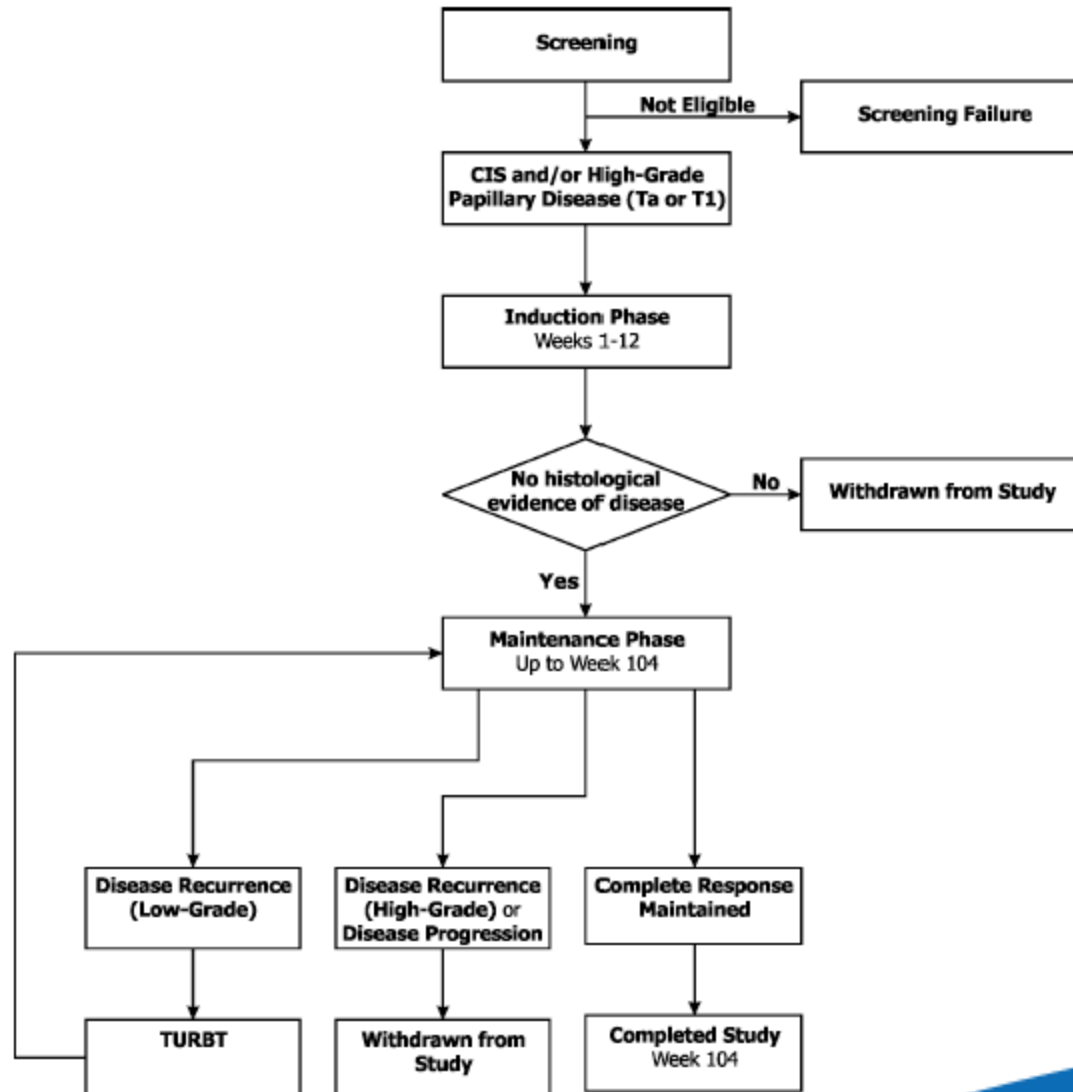 Screening
Not Eligible
Screening Failure
CIS and/or High-Grade
Papillary Disease (Ta or T1)
Induction Phase
Weeks 1-12
No histological
evidence of disease
No
Withdrawn from Study
Yes
Maintenance Phase
Up to Week 104
Disease Recurrence
(Low-Grade)
Disease Recurrence
(High-Grade) or
Disease Progression
Complete Response
Maintained
TURBT
Withdrawn from
Study
Completed Study
Week 104